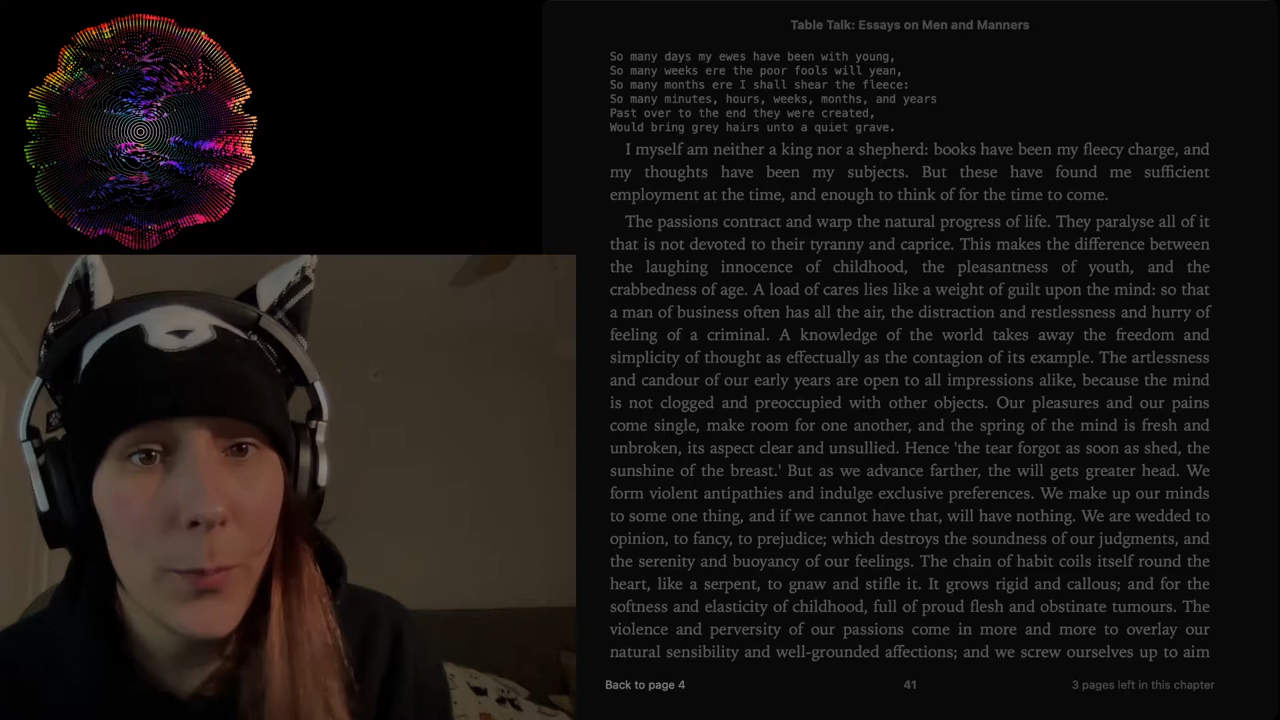 Table Talk: Essays on Men and Manners
So many days my ewes have been with young,
So many weeks ere the poor fools will yean,
So many months ere I shall shear the fleece:
So many minutes, hours, weeks, months, and years
Past over to the end they were created,
Would bring grey hairs unto a quiet grave.
I myself am neither a king nor a shepherd: books have been my fleecy charge, and
my thoughts have been my subjects. But these have found me sufficient
employment at the time, and enough to think of for the time to come.
The passions contract and warp the natural progress of life. They paralyse all of it
that is not devoted to their tyranny and caprice. This makes the difference between
the laughing innocence of childhood, the pleasantness of youth, and the
crabbedness of age. A load of cares lies like a weight of guilt upon the mind: so that
a man of business often has all the air, the distraction and restlessness and hurry of
feeling of a criminal. A knowledge of the world takes away the freedom and
simplicity of thought as effectually as the contagion of its example. The artlessness
and candour of our early years are open to all impressions alike, because the mind
is not clogged and preoccupied with other objects. Our pleasures and our pains
come single, make room for one another, and the spring of the mind is fresh and
unbroken, its aspect clear and unsullied. Hence 'the tear forgot as soon as shed, the
sunshine of the breast.' But as we advance farther, the will gets greater head. We
form violent antipathies and indulge exclusive preferences. We make up our minds
to some one thing, and if we cannot have that, will have nothing. We are wedded to
opinion, to fancy, to prejudice; which destroys the soundness of our judgments, and
the serenity and buoyancy of our feelings. The chain of habit coils itself round the
heart, like a serpent, to gnaw and stifle it. It grows rigid and callous; and for the
softness and elasticity of childhood, full of proud flesh and obstinate tumours. The
violence and perversity of our passions come in more and more to overlay our
natural sensibility and well-grounded affections; and we screw ourselves up to aim
Back to page 4
41
3 pages left in this chapter